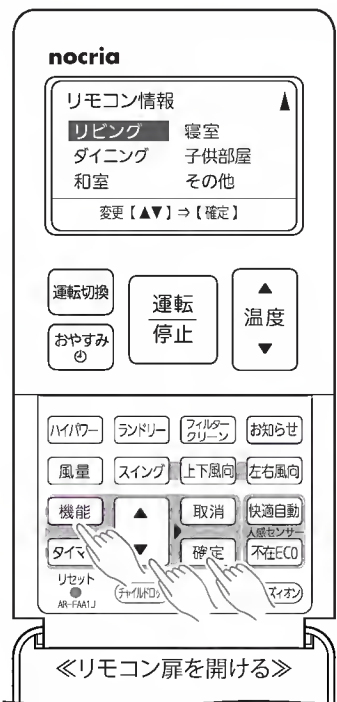 nocria
リモコン情報
リビング 寝室
ダイニング 子供部屋
和室 その他
変更【▲▼】⇒【確定】
運転切換
運転
停止
温度
おやすみ
ハイパワー ランドリー フィルター
クリーン お知らせ
風量 スイング 上下風向 左右風向
機能 取消 快適自動
人感センサー
確定 不在ECO
リセット
AR-FAA1J
≪リモコン扉を開ける≫